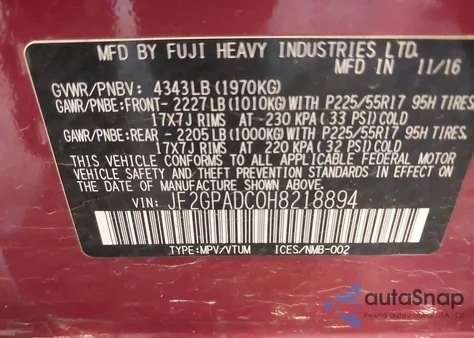 MFD BY FUJI HEAVY INDUSTRIES LTD.
MFD IN 11/16
GVWR/PNBV : 4343LB(1970KG)
GAWR/PNBE:FRONT- 2227LB(1010KG)WITH P225/55R17 95H TIRES
17X7J RIMS AT -230 KPA(33 PSI)COLD
GAWR/PNBE:REAR - 2205LB(1000KG)WITH P225/55R17 95H TIRES
17X7J RIMS AT 220 KPA(32 PSI)COLD
THIS VEHICLE CONFORMS TO ALL APPLICABLE FEDERAL MOTOR
VEHICLE SAFETY, BUMPER, AND THEFT PREVENTION STANDARDS
IN EFFECT ON THE DATE OF MANUFACTURE SHOWN ABOVE.
VIN: JF2GPADC0H8218894
TYPE:MPV/VTUM ICES/NMB-002
autoSnap